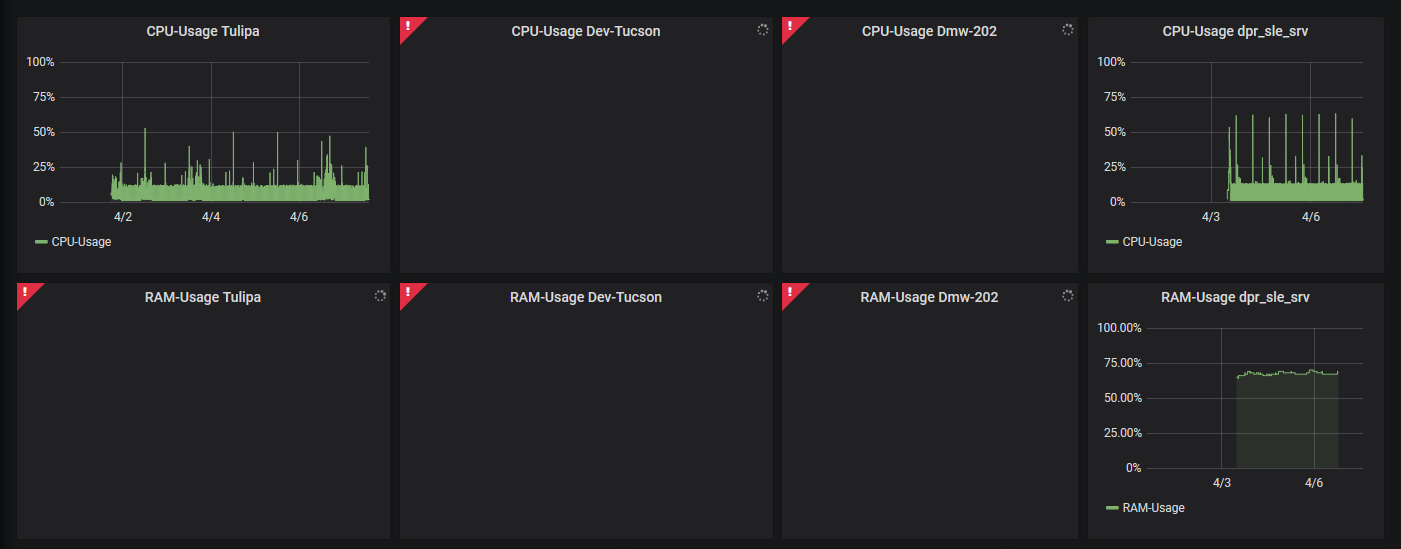 CPU-Usage Tulipa
100%
75%
50%
25%
0%
4/2 4/4 4/6
CPU-Usage
!
CPU-Usage Dev-Tucson
!
CPU-Usage Dmw-202
CPU-Usage dpr_sle_srv
100%
75%
50%
25%
0%
4/3 4/6
CPU-Usage
!
RAM-Usage Tulipa
!
RAM-Usage Dev-Tucson
!
RAM-Usage Dmw-202
RAM-Usage dpr_sle_srv
100.00%
75.00%
50.00%
25.00%
0%
4/3 4/6
RAM-Usage